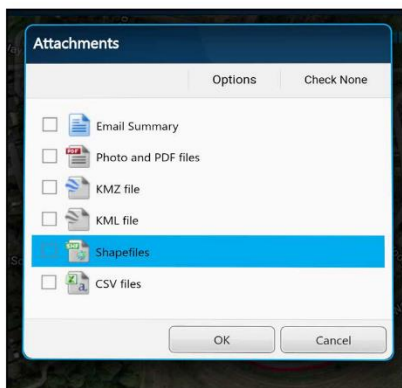 Attachments
Options Check None
Email Summary
Photo and PDF files
KMZ file
KML file
Shapefiles
CSV files
OK Cancel